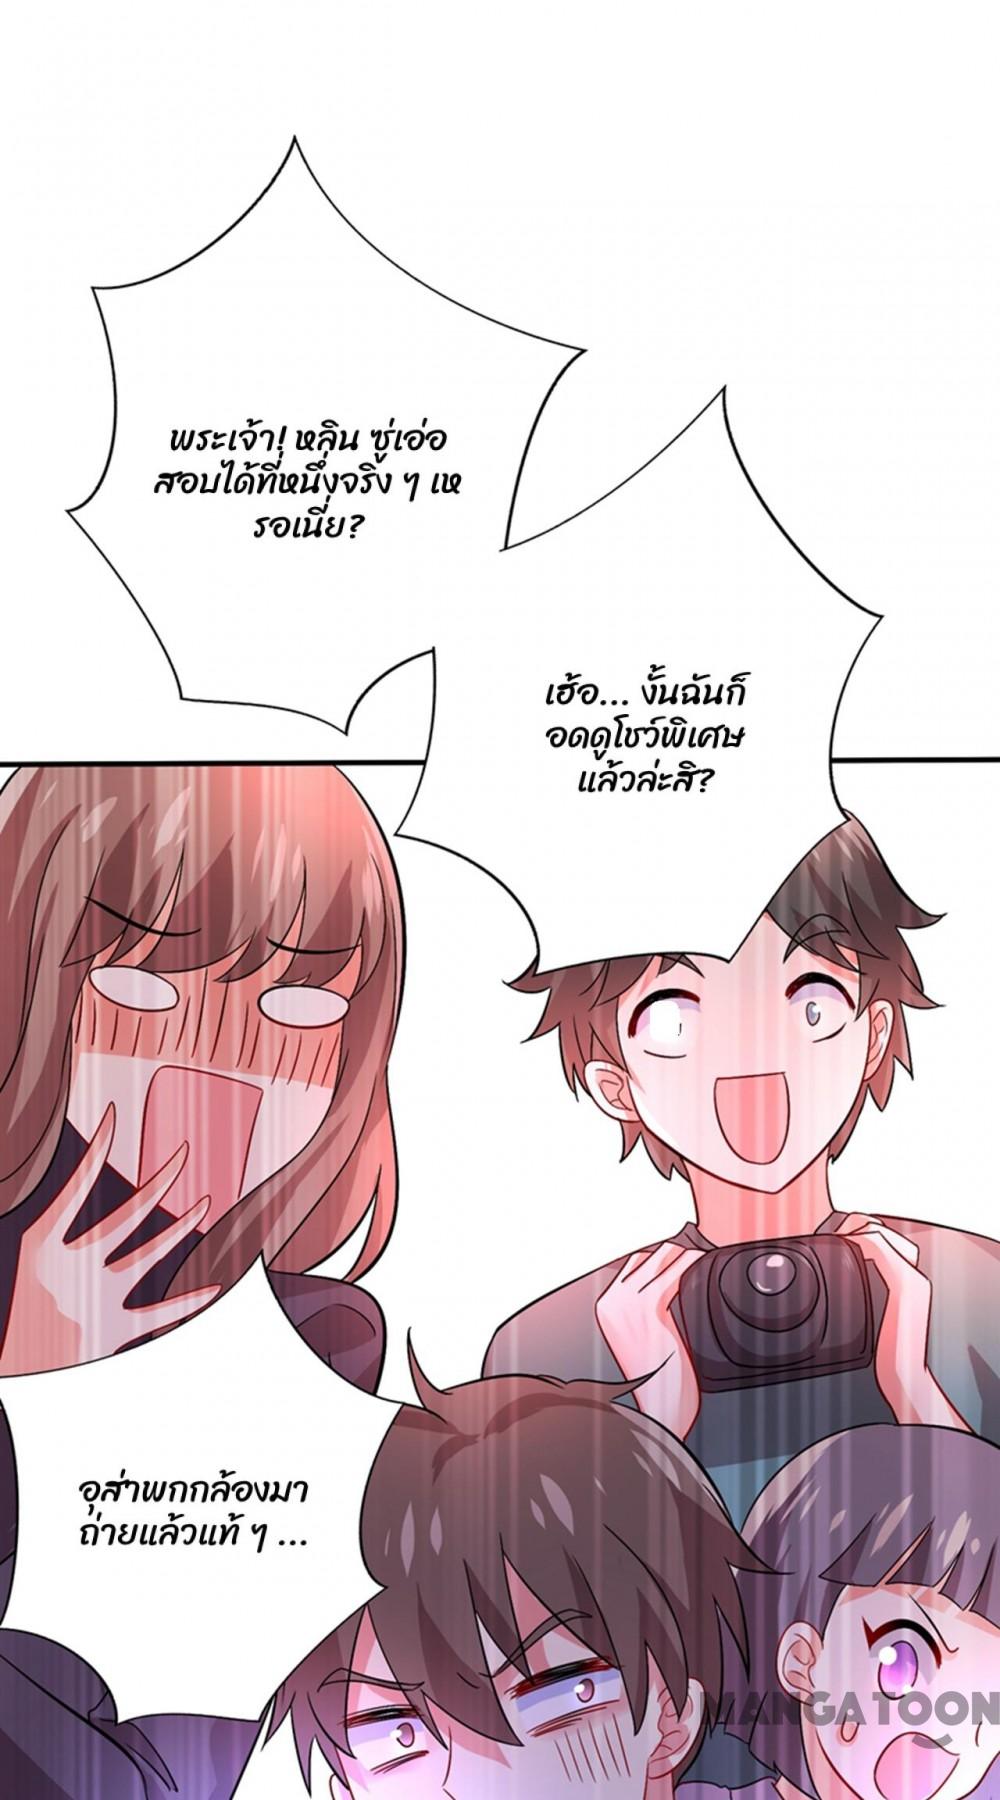 พระเจ้า! หลิน ซู่เอ๋อ
สอบได้ที่หนึ่งจริง ๆ เห
รอเนี่ย?
เฮ้อ... งั้นฉันก็
อดดูโชว์พิเศษ
แล้วล่ะสิ?
อุส่าพกกล้องมา
ถ่ายแล้วแท้ ๆ ...
MANGATOON